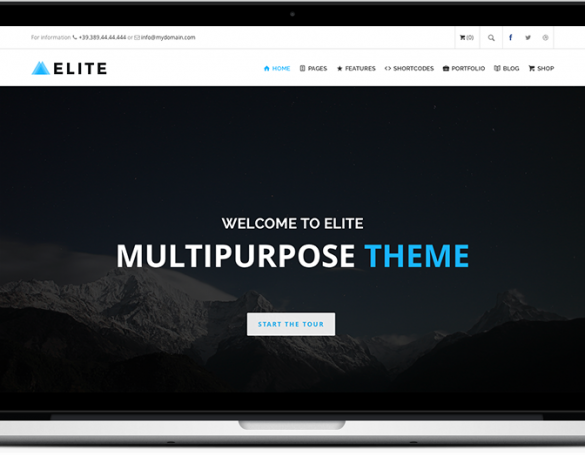 For information +39.389.44.44.444 or info@mydomain.com (0)
ELITE HOME PAGES FEATURES SHORTCODES PORTFOLIO BLOG SHOP
WELCOME TO ELITE
MULTIPURPOSE THEME
START THE TOUR